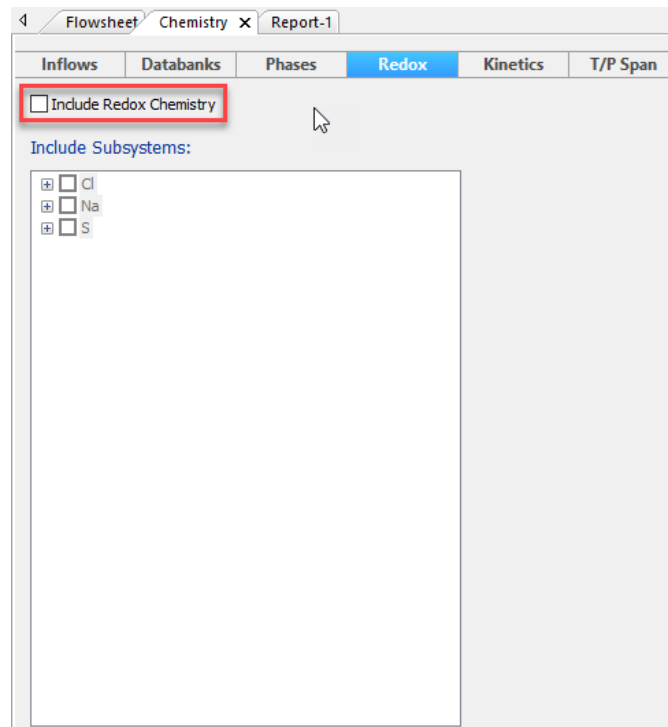 Flowsheet Chemistry x Report-1
Inflows Databanks Phases Redox Kinetics T/P Span
Include Redox Chemistry
Include Subsystems:
Cl
Na
S